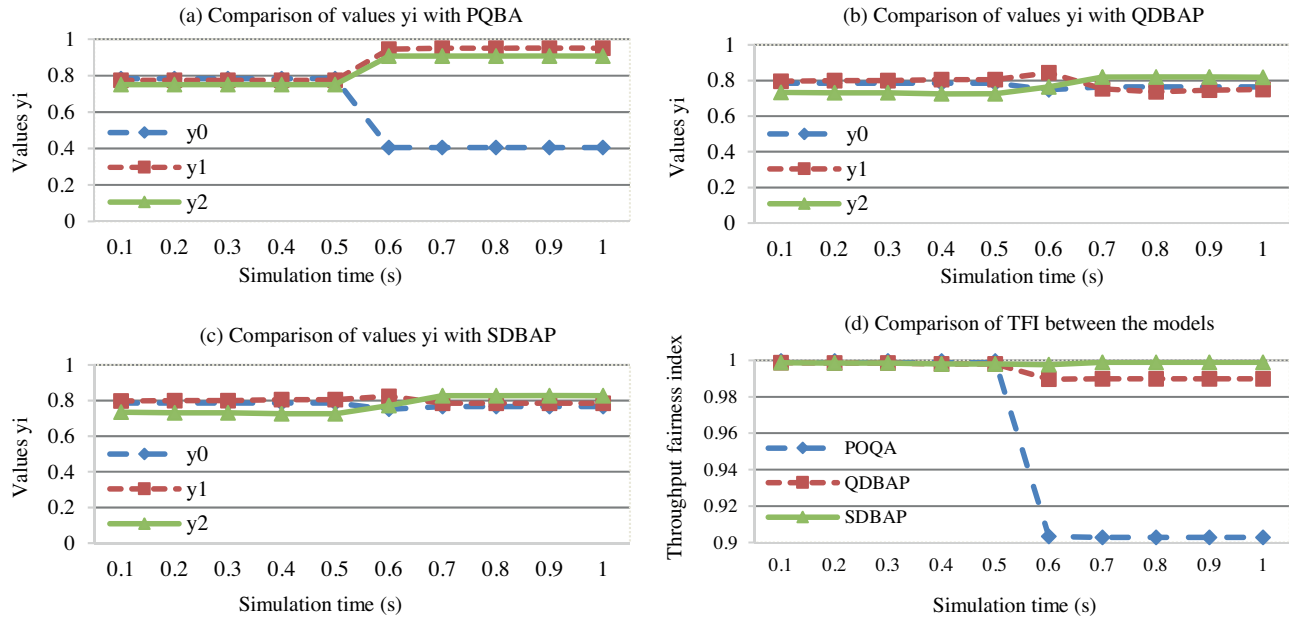 (a) Comparison of values yi with PQBA
Values yi
1
0.8
0.6
0.4
0.2
0
y0
y1
y2
0.1 0.2 0.3 0.4 0.5 0.6 0.7 0.8 0.9 1
Simulation time (s)
(b) Comparison of values yi with QDBAP
Values yi
1
0.8
0.6
0.4
0.2
0
y0
y1
y2
0.1 0.2 0.3 0.4 0.5 0.6 0.7 0.8 0.9 1
Simulation time (s)
(c) Comparison of values yi with SDBAP
Values yi
1
0.8
0.6
0.4
0.2
0
y0
y1
y2
0.1 0.2 0.3 0.4 0.5 0.6 0.7 0.8 0.9 1
Simulation time (s)
(d) Comparison of TFI between the models
Throughput fairness index
1
0.98
0.96
0.94
0.92
0.9
POQA
QDBAP
SDBAP
0.1 0.2 0.3 0.4 0.5 0.6 0.7 0.8 0.9 1
Simulation time (s)